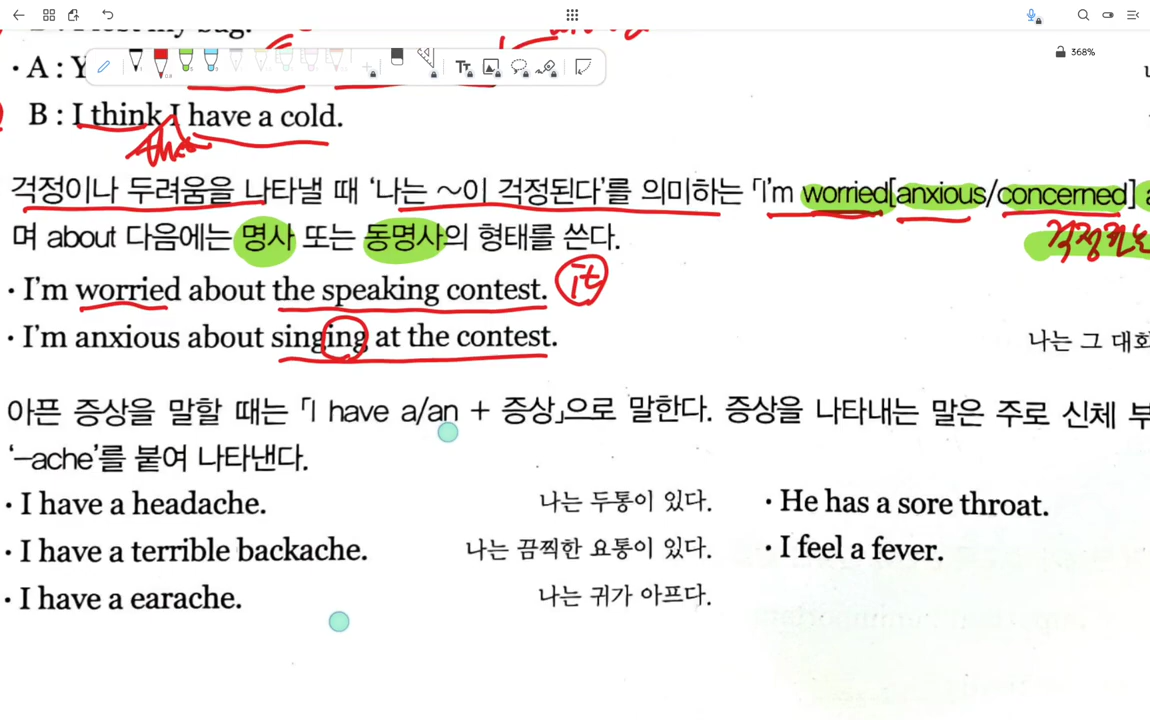 368%
· A : Y
B : I think I have a cold.
that
걱정이나 두려움을 나타낼 때 ‘나는 ~이 걱정된다’를 의미하는 「I’m worried[anxious/concerned]
며 about 다음에는 명사 또는 동명사의 형태를 쓴다.
· I’m worried about the speaking contest. it
· I’m anxious about singing at the contest.
나는 그 대회
아픈 증상을 말할 때는 「I have a/an + 증상」으로 말한다. 증상을 나타내는 말은 주로 신체 부
‘–ache’를 붙여 나타낸다.
· I have a headache. 나는 두통이 있다. · He has a sore throat.
· I have a terrible backache. 나는 끔찍한 요통이 있다. · I feel a fever.
· I have a earache. 나는 귀가 아프다.